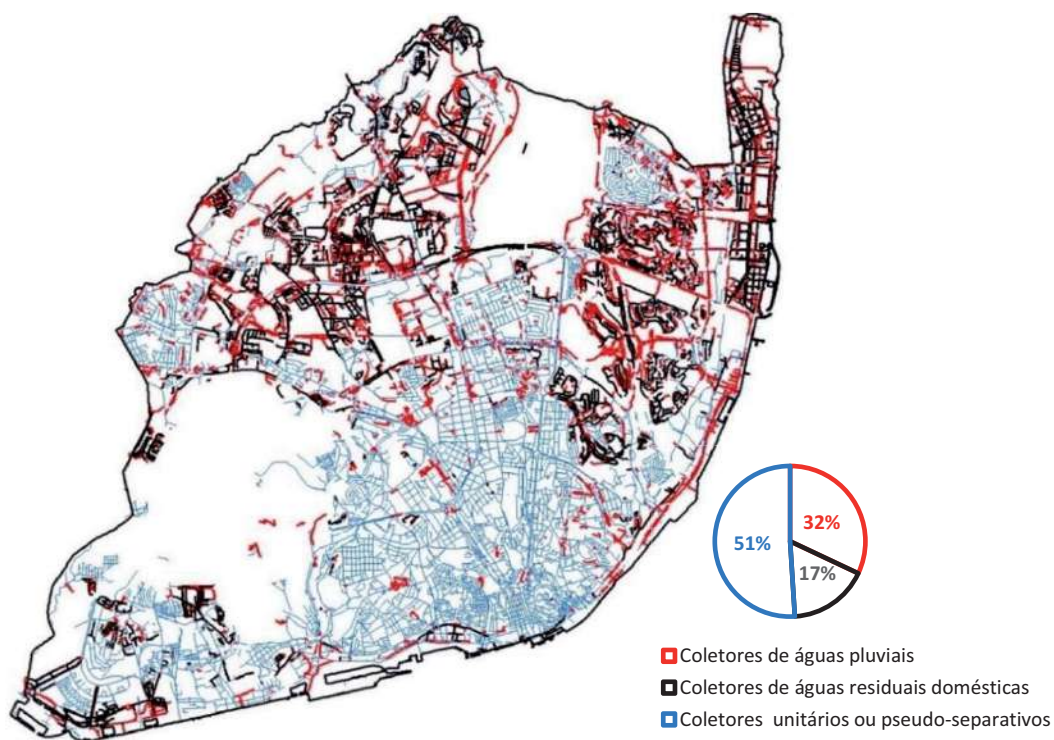 32%
51%
17%
Coletores de águas pluviais
Coletores de águas residuais domésticas
Coletores unitários ou pseudo-separativos